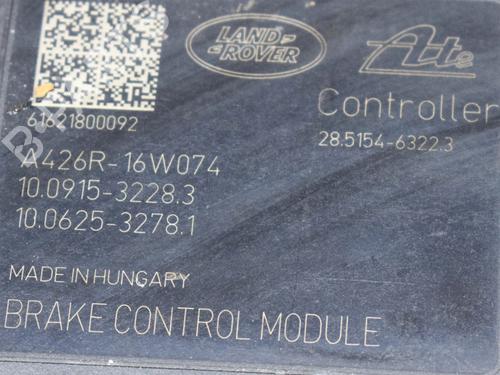 LAND
ROVER
Ate
61621800092
Controller
28.5154-6322.3
A426R-16W074
10.0915-3228.3
10.0625-3278.1
MADE IN HUNGARY
BRAKE CONTROL MODULE